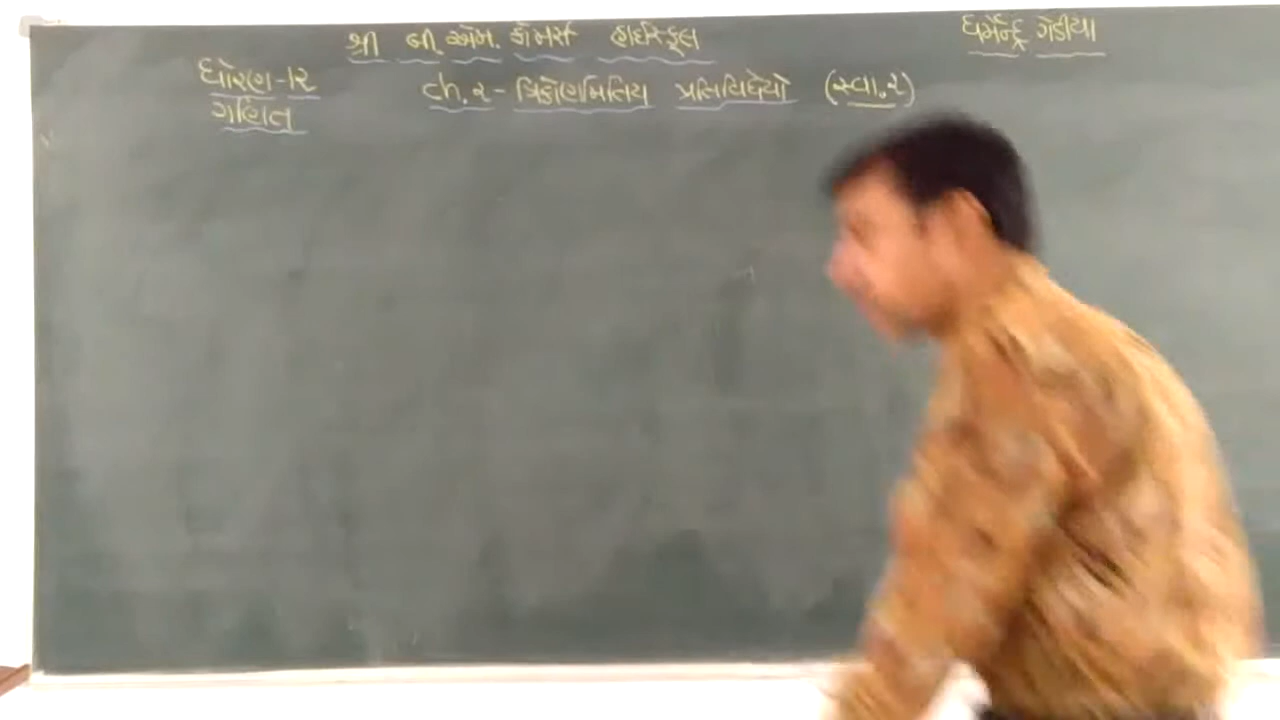 શ્રી બી. એમ. કોમર્સ હાઈસ્કૂલ
ધર્મેન્દ્ર ગેડીયા
ધોરણ-૧૨
ગણિત
ch. ૨ - ત્રિકોણમિતિય પ્રતિવિધેયો (સ્વા.૨)